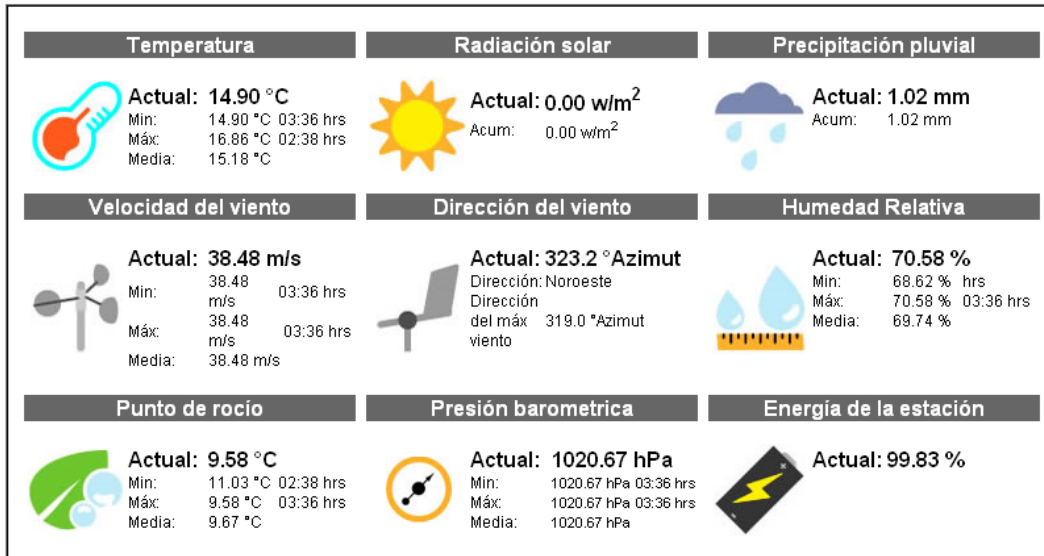 Temperatura
Actual: 14.90 °C
Min: 14.90 °C 03:36 hrs
Máx: 16.86 °C 02:38 hrs
Media: 15.18 °C
Radiación solar
Actual: 0.00 w/m²
Acum: 0.00 w/m²
Precipitación pluvial
Actual: 1.02 mm
Acum: 1.02 mm
Velocidad del viento
Actual: 38.48 m/s
Min: 38.48 m/s 03:36 hrs
Máx: 38.48 m/s 03:36 hrs
Media: 38.48 m/s
Dirección del viento
Actual: 323.2 °Azimut
Dirección: Noroeste
Dirección
del máx 319.0 °Azimut
viento
Humedad Relativa
Actual: 70.58 %
Min: 68.62 % hrs
Máx: 70.58 % 03:36 hrs
Media: 69.74 %
Punto de rocío
Actual: 9.58 °C
Min: 11.03 °C 02:38 hrs
Máx: 9.58 °C 03:36 hrs
Media: 9.67 °C
Presión barometrica
Actual: 1020.67 hPa
Min: 1020.67 hPa 03:36 hrs
Máx: 1020.67 hPa 03:36 hrs
Media: 1020.67 hPa
Energía de la estación
Actual: 99.83 %